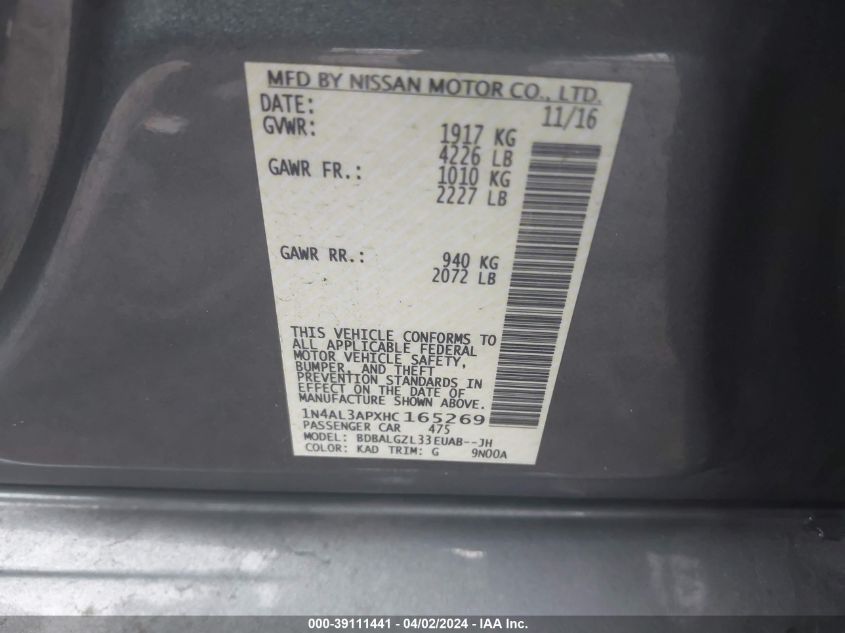 MFD BY NISSAN MOTOR CO., LTD.
DATE: 11/16
GVWR: 1917 KG
4226 LB
GAWR FR.: 1010 KG
2227 LB
GAWR RR.: 940 KG
2072 LB
THIS VEHICLE CONFORMS TO
ALL APPLICABLE FEDERAL
MOTOR VEHICLE SAFETY,
BUMPER, AND THEFT
PREVENTION STANDARDS IN
EFFECT ON THE DATE OF
MANUFACTURE SHOWN ABOVE.
1N4AL3APXHC165269
PASSENGER CAR 475
MODEL: BDBALGZL33EUAB--JH
COLOR: KAD TRIM: G 9N00A
000-39111441 - 04/02/2024 - IAA Inc.